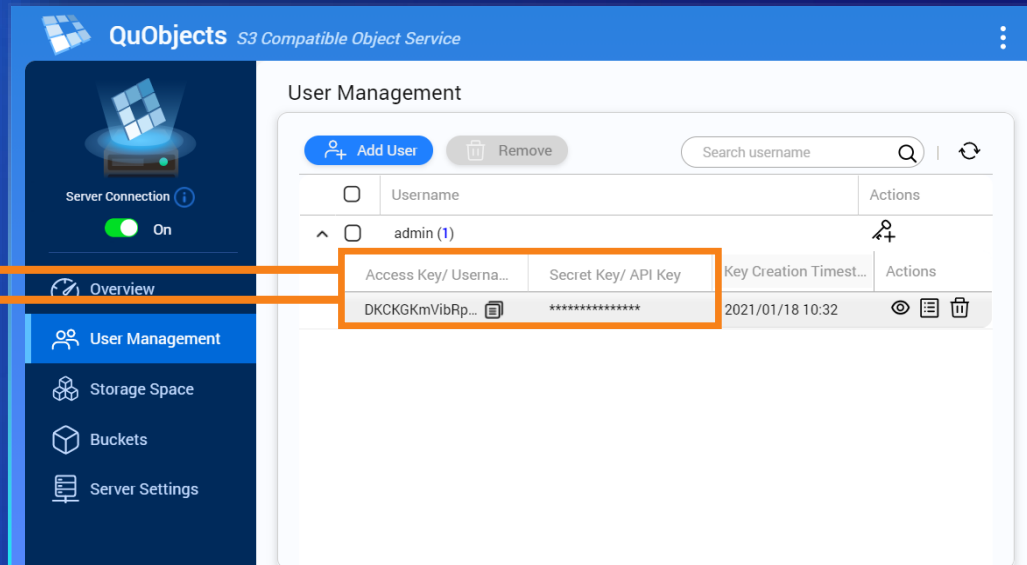 QuObjects S3 Compatible Object Service
Server Connection
On
Overview
User Management
Storage Space
Buckets
Server Settings
User Management
Add User Remove Search username
Username Actions
admin (1)
Access Key/ Userna... Secret Key/ API Key Key Creation Timest... Actions
DKCKGKmVibRp... *************** 2021/01/18 10:32